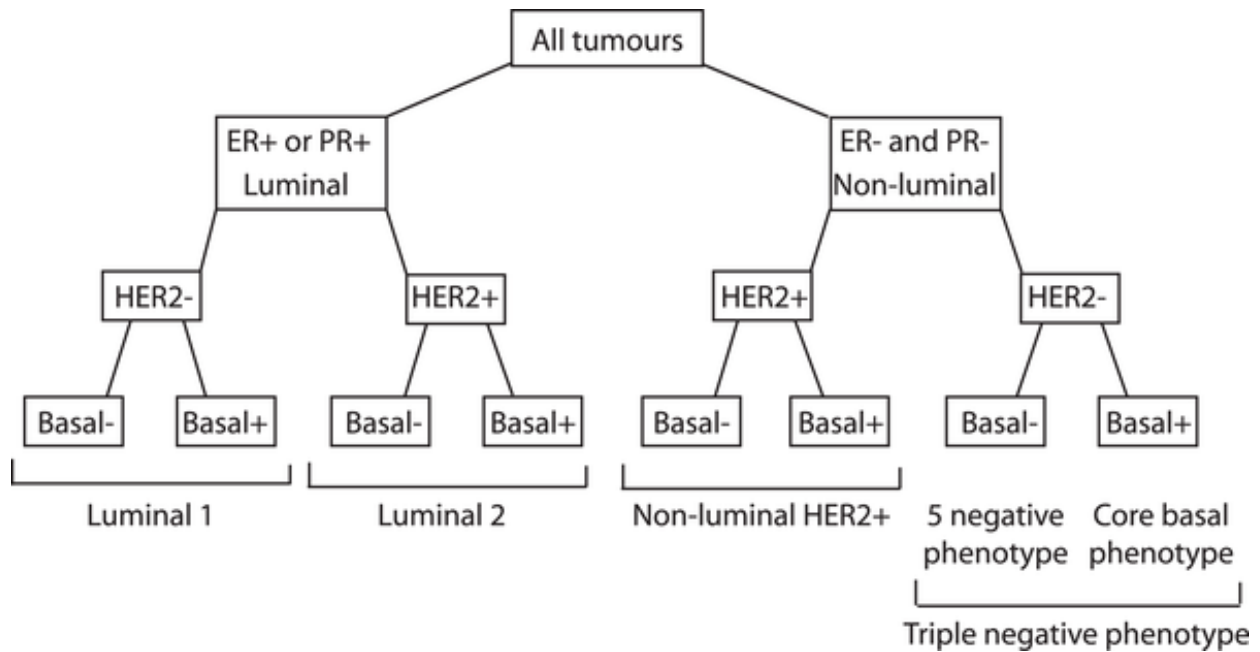 All tumours
ER+ or PR+
Luminal
ER- and PR-
Non-luminal
HER2-
HER2+
HER2+
HER2-
Basal-
Basal+
Basal-
Basal+
Basal-
Basal+
Basal-
Basal+
Luminal 1
Luminal 2
Non-luminal HER2+
5 negative
phenotype
Core basal
phenotype
Triple negative phenotype